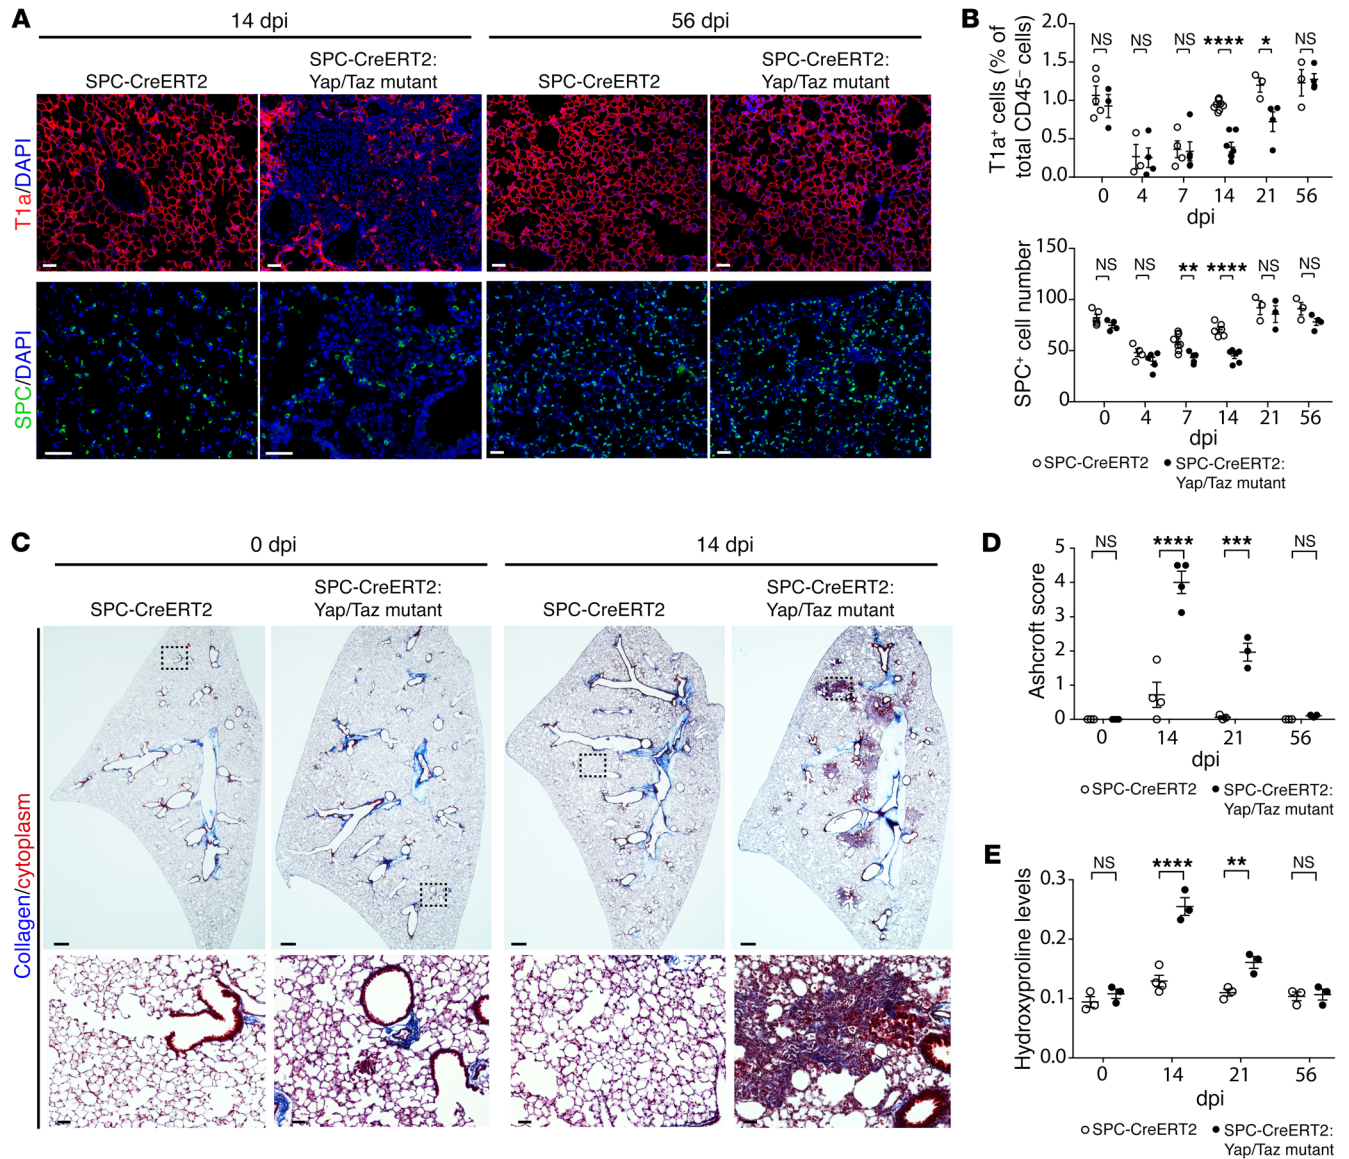 A
14 dpi
56 dpi
SPC-CreERT2
SPC-CreERT2:
Yap/Taz mutant
SPC-CreERT2
SPC-CreERT2:
Yap/Taz mutant
T1a/DAPI
SPC/DAPI
B
T1a⁺ cells (% of
total CD45⁻ cells)
2.0
1.5
1.0
0.5
0.0
NS NS NS **** * NS
0 4 7 14 21 56
dpi
SPC⁺ cell number
150
100
50
0
NS NS ** **** NS NS
0 4 7 14 21 56
dpi
SPC-CreERT2
SPC-CreERT2:
Yap/Taz mutant
C
0 dpi
14 dpi
SPC-CreERT2
SPC-CreERT2:
Yap/Taz mutant
SPC-CreERT2
SPC-CreERT2:
Yap/Taz mutant
Collagen/cytoplasm
D
Ashcroft score
5
4
3
2
1
0
NS **** *** NS
0 14 21 56
dpi
SPC-CreERT2
SPC-CreERT2:
Yap/Taz mutant
E
Hydroxyproline levels
0.3
0.2
0.1
0.0
NS **** ** NS
0 14 21 56
dpi
SPC-CreERT2
SPC-CreERT2:
Yap/Taz mutant